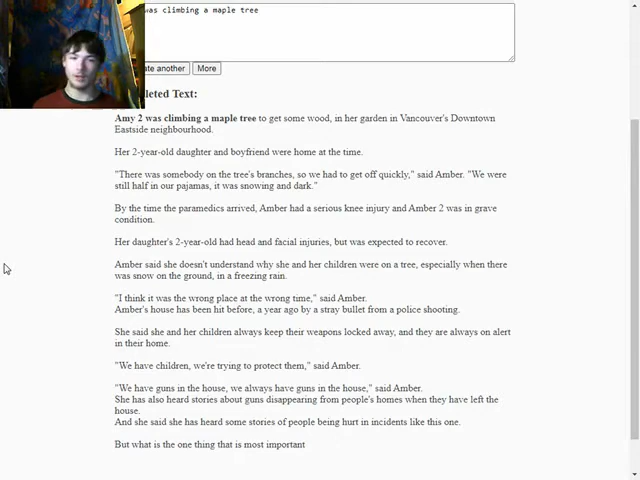 was climbing a maple tree
ate another
More
leted Text:
Amy 2 was climbing a maple tree to get some wood, in her garden in Vancouver's Downtown
Eastside neighbourhood.
Her 2-year-old daughter and boyfriend were home at the time.
"There was somebody on the tree's branches, so we had to get off quickly," said Amber. "We were
still half in our pajamas, it was snowing and dark."
By the time the paramedics arrived, Amber had a serious knee injury and Amber 2 was in grave
condition.
Her daughter's 2-year-old had head and facial injuries, but was expected to recover.
Amber said she doesn't understand why she and her children were on a tree, especially when there
was snow on the ground, in a freezing rain.
"I think it was the wrong place at the wrong time," said Amber.
Amber's house has been hit before, a year ago by a stray bullet from a police shooting.
She said she and her children always keep their weapons locked away, and they are always on alert
in their home.
"We have children, we're trying to protect them," said Amber.
"We have guns in the house, we always have guns in the house," said Amber.
She has also heard stories about guns disappearing from people's homes when they have left the
house.
And she said she has heard some stories of people being hurt in incidents like this one.
But what is the one thing that is most important